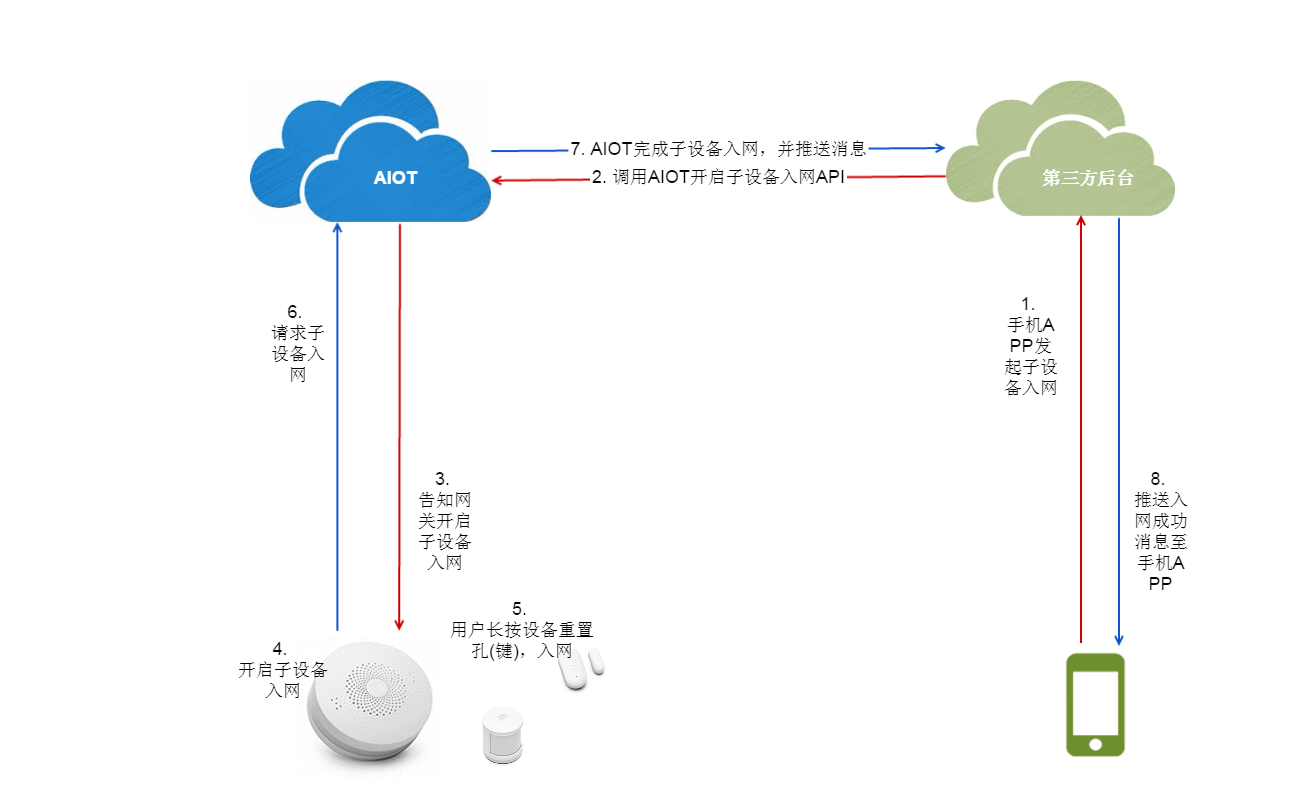 7. AIOT完成子设备入网，并推送消息
AIOT
2. 调用AIOT开启子设备入网API
第三方后台
6.
请求子
设备入
网
1.
手机A
PP发
起子设
备入网
3.
告知网
关开启
子设备
入网
8.
推送入
网成功
消息至
手机A
PP
5.
用户长按设备重置
孔(键)，入网
4.
开启子设备
入网